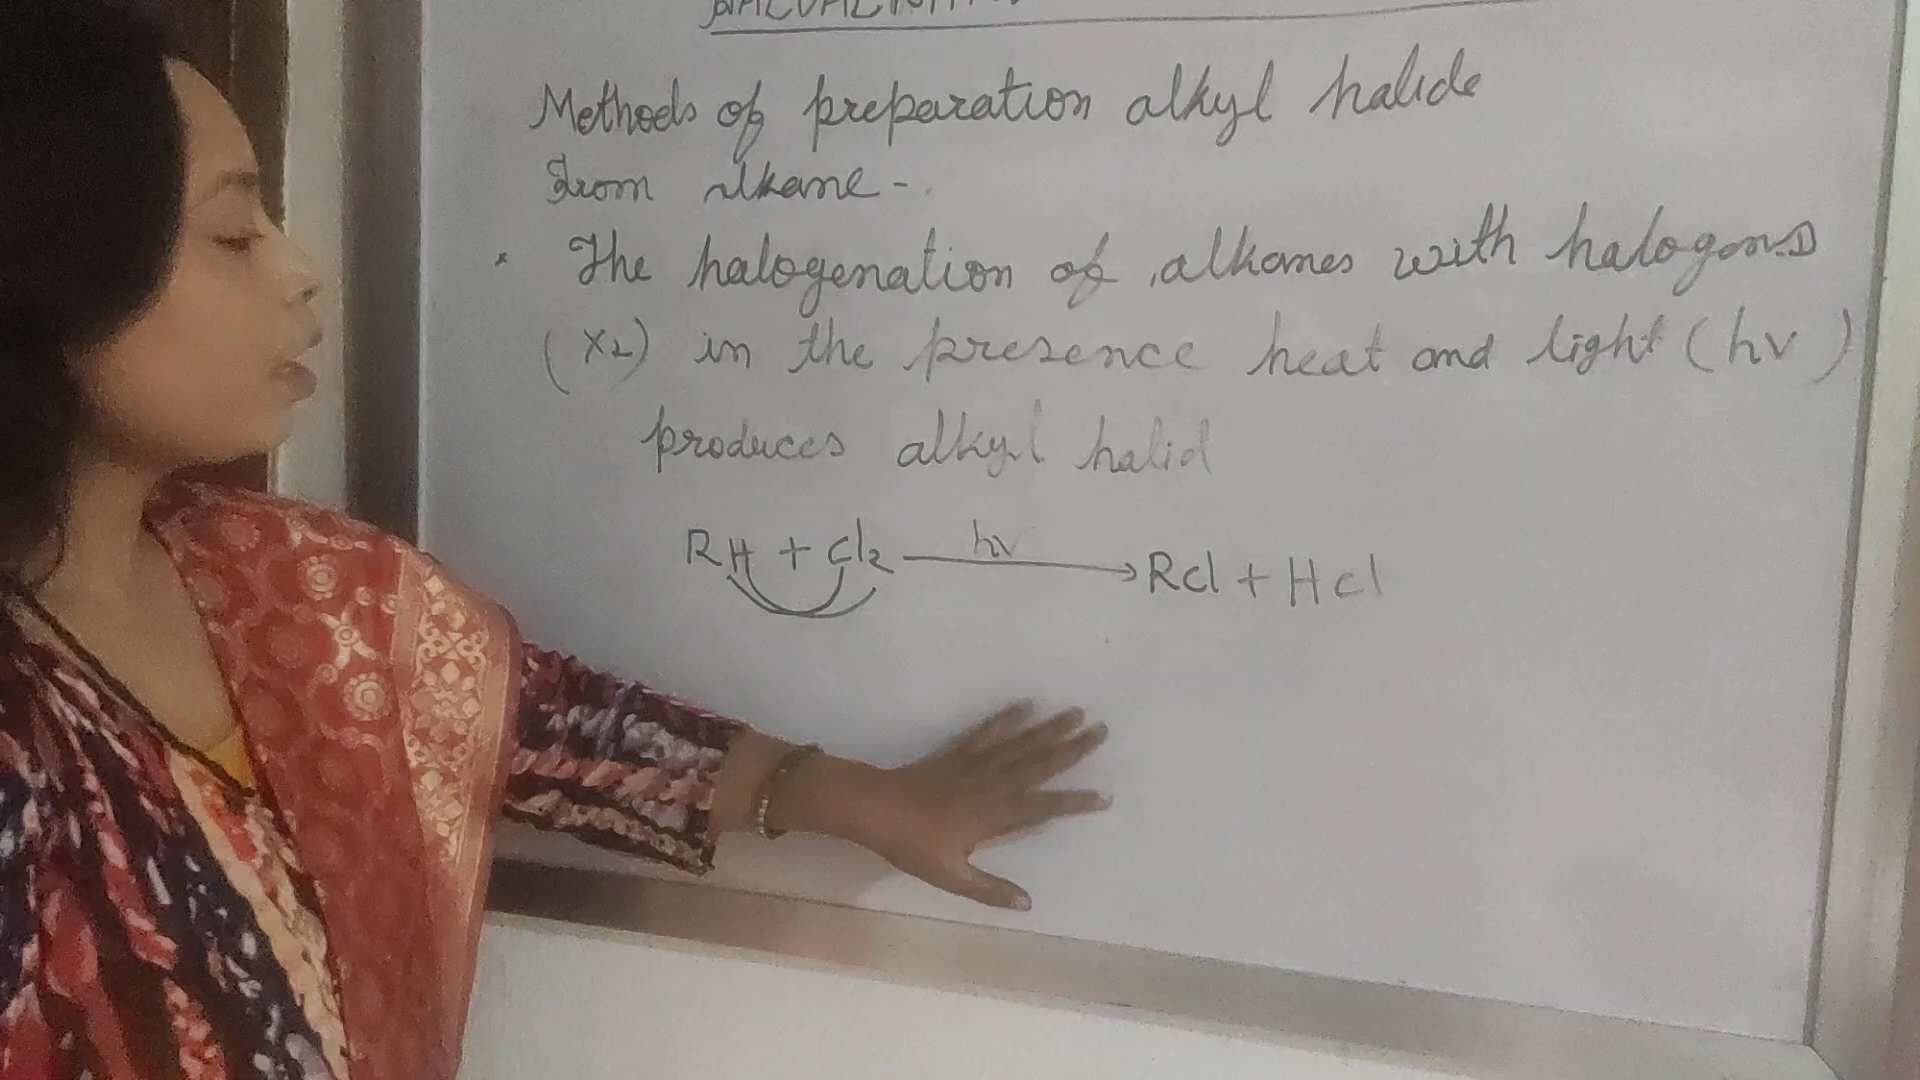 Methods of preparation alkyl halide
from alkane -
* The halogenation of alkanes with halogens
(X2) in the presence heat and light (hv)
produces alkyl halid
RH + Cl2 hv → Rcl + Hcl